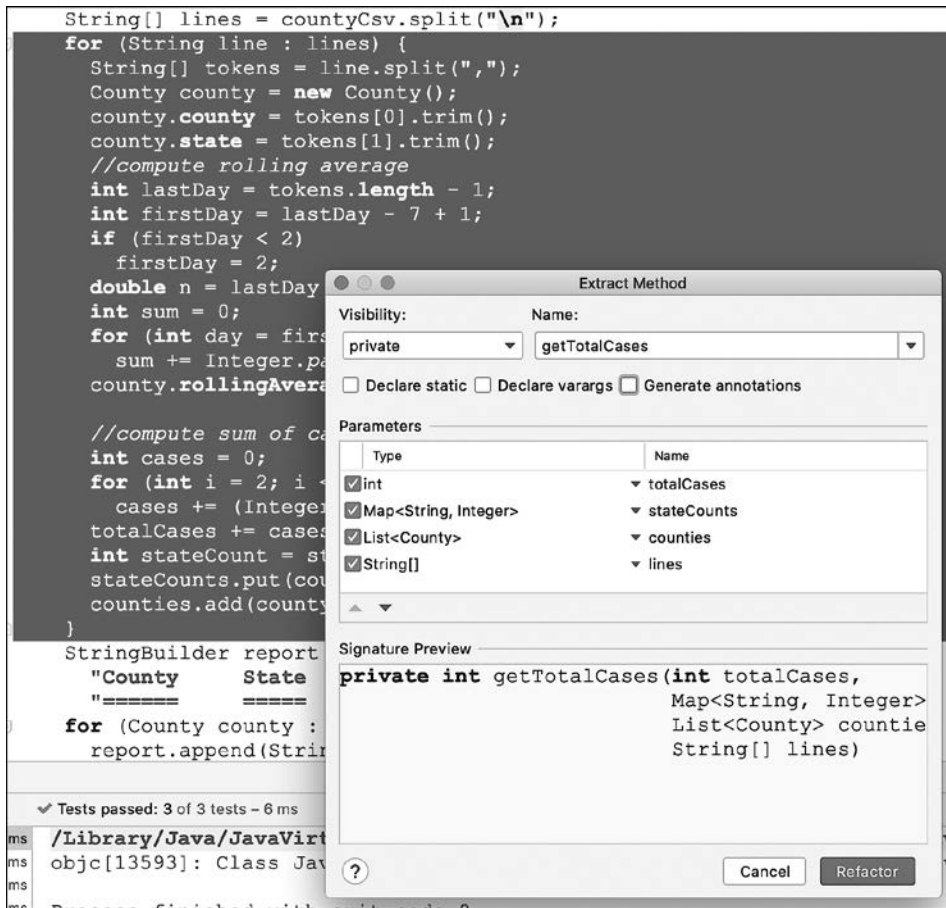 String[] lines = countyCsv.split("\n");
for (String line : lines) {
String[] tokens = line.split(",");
County county = new County();
county.county = tokens[0].trim();
county.state = tokens[1].trim();
//compute rolling average
int lastDay = tokens.length - 1;
int firstDay = lastDay - 7 + 1;
if (firstDay < 2)
firstDay = 2;
double n = lastDay
int sum = 0;
for (int day = firs
sum += Integer.pa
county.rollingAvera
//compute sum of ca
int cases = 0;
for (int i = 2; i <
cases += (Integer
totalCases += cases
int stateCount = st
stateCounts.put(cou
counties.add(county
}
StringBuilder report
"County State
"====== =====
for (County county :
report.append(Strin
Extract Method
Visibility: Name:
private getTotalCases
Declare static Declare varargs Generate annotations
Parameters
Type Name
int totalCases
Map<String, Integer> stateCounts
List<County> counties
String[] lines
Signature Preview
private int getTotalCases(int totalCases,
Map<String, Integer>
List<County> countie
String[] lines)
? Cancel Refactor
Tests passed: 3 of 3 tests – 6 ms
ms /Library/Java/JavaVirt
ms objc[13593]: Class Jav
ms